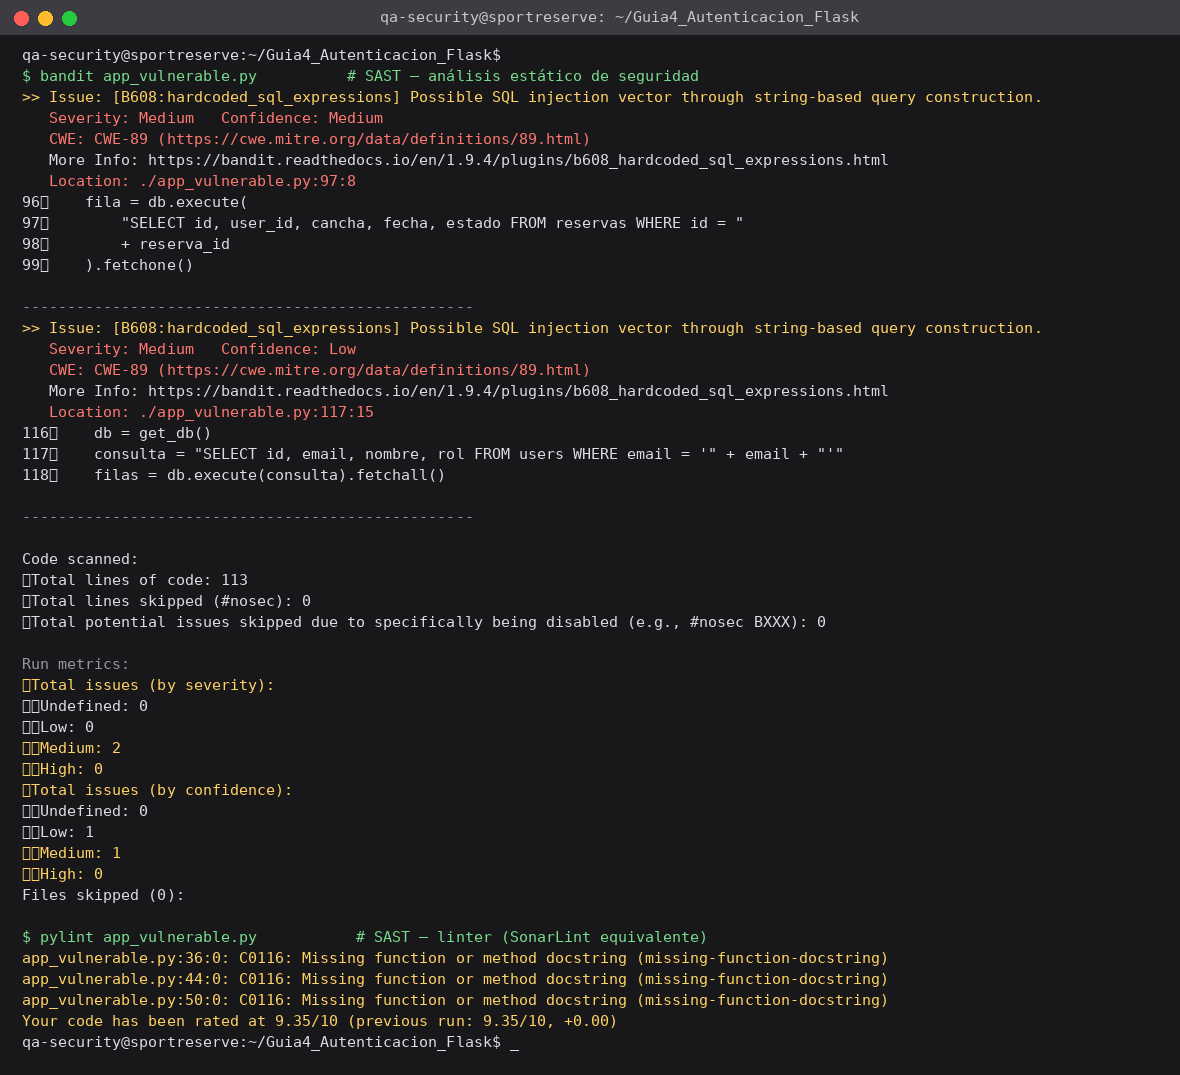 qa-security@sportreserve: ~/Guia4_Autenticacion_Flask
qa-security@sportreserve:~/Guia4_Autenticacion_Flask$
$ bandit app_vulnerable.py          # SAST — análisis estático de seguridad
>> Issue: [B608:hardcoded_sql_expressions] Possible SQL injection vector through string-based query construction.
   Severity: Medium   Confidence: Medium
   CWE: CWE-89 (https://cwe.mitre.org/data/definitions/89.html)
   More Info: https://bandit.readthedocs.io/en/1.9.4/plugins/b608_hardcoded_sql_expressions.html
   Location: ./app_vulnerable.py:97:8
96    fila = db.execute(
97        "SELECT id, user_id, cancha, fecha, estado FROM reservas WHERE id = "
98        + reserva_id
99    ).fetchone()
--------------------------------------------------
>> Issue: [B608:hardcoded_sql_expressions] Possible SQL injection vector through string-based query construction.
   Severity: Medium   Confidence: Low
   CWE: CWE-89 (https://cwe.mitre.org/data/definitions/89.html)
   More Info: https://bandit.readthedocs.io/en/1.9.4/plugins/b608_hardcoded_sql_expressions.html
   Location: ./app_vulnerable.py:117:15
116    db = get_db()
117    consulta = "SELECT id, email, nombre, rol FROM users WHERE email = '" + email + "'"
118    filas = db.execute(consulta).fetchall()
--------------------------------------------------
Code scanned:
Total lines of code: 113
Total lines skipped (#nosec): 0
Total potential issues skipped due to specifically being disabled (e.g., #nosec BXXX): 0
Run metrics:
Total issues (by severity):
Undefined: 0
Low: 0
Medium: 2
High: 0
Total issues (by confidence):
Undefined: 0
Low: 1
Medium: 1
High: 0
Files skipped (0):
$ pylint app_vulnerable.py           # SAST — linter (SonarLint equivalente)
app_vulnerable.py:36:0: C0116: Missing function or method docstring (missing-function-docstring)
app_vulnerable.py:44:0: C0116: Missing function or method docstring (missing-function-docstring)
app_vulnerable.py:50:0: C0116: Missing function or method docstring (missing-function-docstring)
Your code has been rated at 9.35/10 (previous run: 9.35/10, +0.00)
qa-security@sportreserve:~/Guia4_Autenticacion_Flask$ _